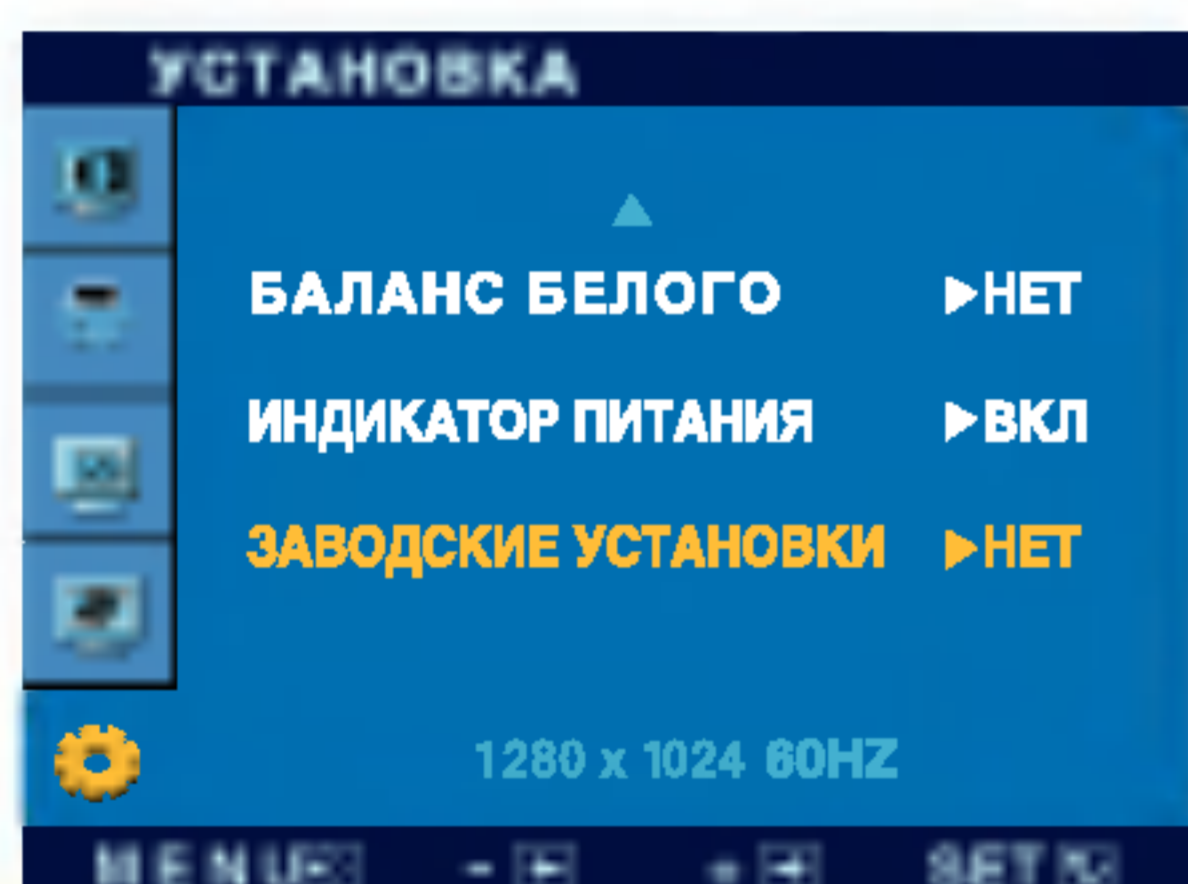 УСТАНОВКА
БАЛАНС БЕЛОГО ▶НЕТ
ИНДИКАТОР ПИТАНИЯ ▶ВКЛ
ЗАВОДСКИЕ УСТАНОВКИ ▶НЕТ
1280 x 1024 60HZ
MENU - + SET